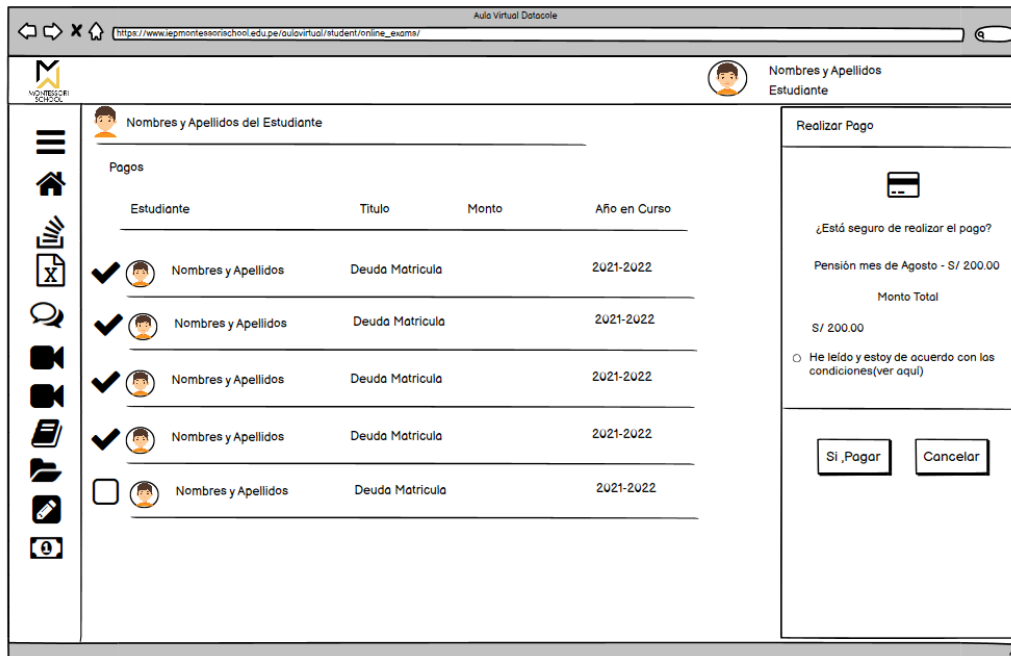 Aula Virtual Datacole
https://www.iepmontessorischool.edu.pe/aulavirtual/student/online_exams/
MONTESSORI
SCHOOL
Nombres y Apellidos
Estudiante
Nombres y Apellidos del Estudiante
Pagos
Estudiante Titulo Monto Año en Curso
Nombres y Apellidos Deuda Matricula 2021-2022
Nombres y Apellidos Deuda Matricula 2021-2022
Nombres y Apellidos Deuda Matricula 2021-2022
Nombres y Apellidos Deuda Matricula 2021-2022
Nombres y Apellidos Deuda Matricula 2021-2022
Realizar Pago
¿Está seguro de realizar el pago?
Pensión mes de Agosto - S/ 200.00
Monto Total
S/ 200.00
He leído y estoy de acuerdo con las
condiciones(ver aquí)
Si ,Pagar Cancelar